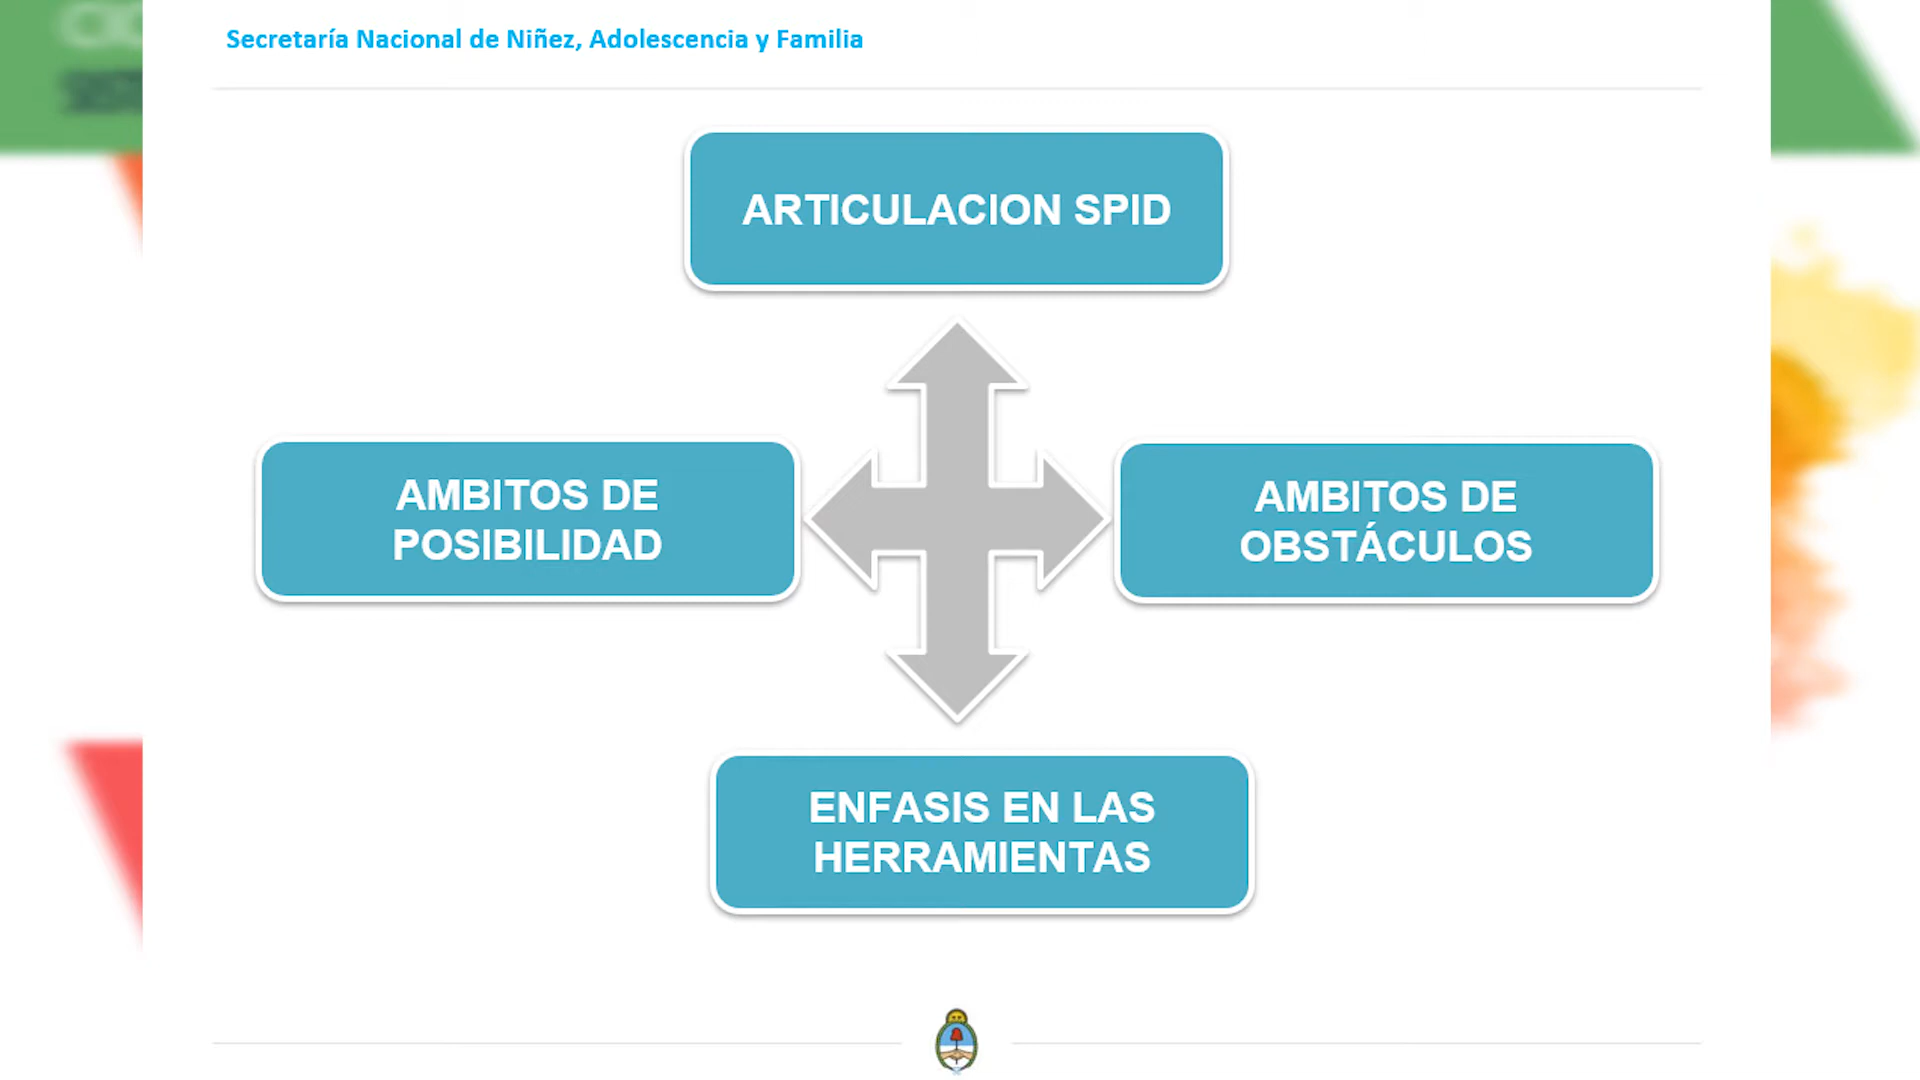 Secretaría Nacional de Niñez, Adolescencia y Familia
ARTICULACION SPID
AMBITOS DE
POSIBILIDAD
AMBITOS DE
OBSTÁCULOS
ENFASIS EN LAS
HERRAMIENTAS